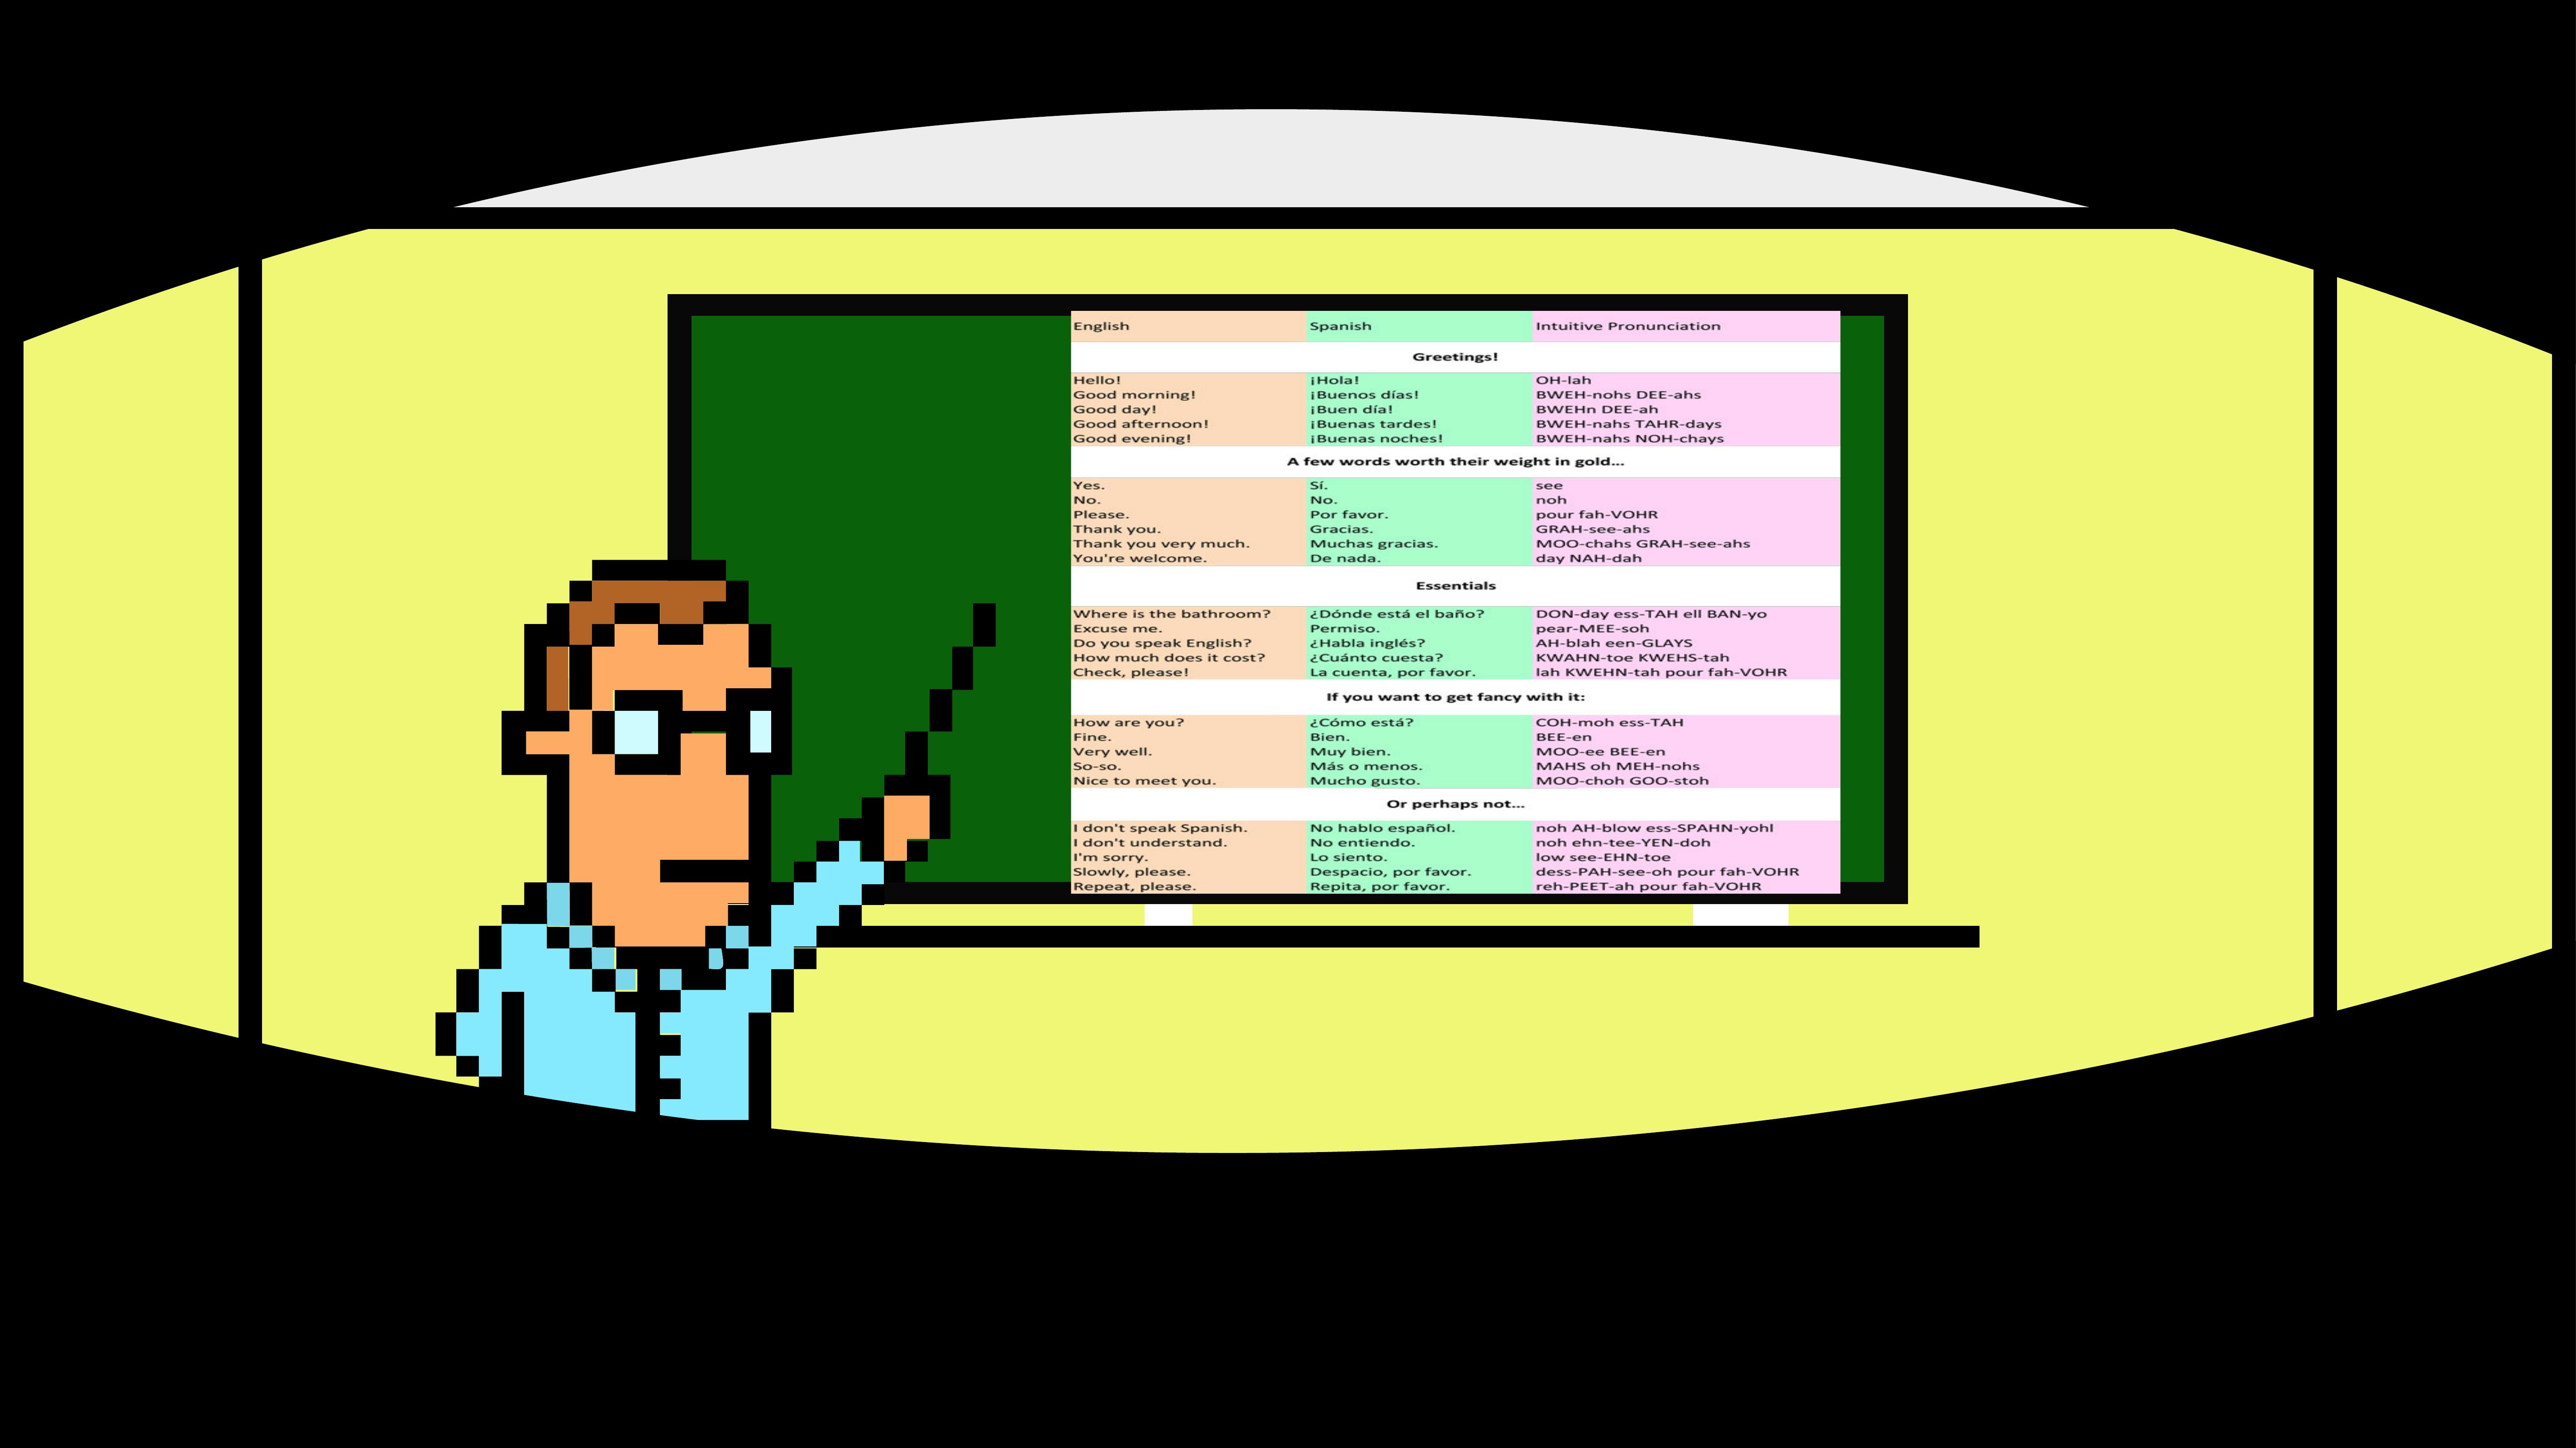 English Spanish Intuitive Pronunciation
Greetings!
Hello! ¡Hola! OH-lah
Good morning! ¡Buenos días! BWEH-nohs DEE-ahs
Good day! ¡Buen día! BWEHn DEE-ah
Good afternoon! ¡Buenas tardes! BWEH-nahs TAHR-days
Good evening! ¡Buenas noches! BWEH-nahs NOH-chays
A few words worth their weight in gold...
Yes. Sí. see
No. No. noh
Please. Por favor. pour fah-VOHR
Thank you. Gracias. GRAH-see-ahs
Thank you very much. Muchas gracias. MOO-chahs GRAH-see-ahs
You're welcome. De nada. day NAH-dah
Essentials
Where is the bathroom? ¿Dónde está el baño? DON-day ess-TAH ell BAN-yo
Excuse me. Permiso. pear-MEE-soh
Do you speak English? ¿Habla inglés? AH-blah een-GLAYS
How much does it cost? ¿Cuánto cuesta? KWAHN-toe KWEHS-tah
Check, please! La cuenta, por favor. lah KWEHN-tah pour fah-VOHR
If you want to get fancy with it:
How are you? ¿Cómo está? COH-moh ess-TAH
Fine. Bien. BEE-en
Very well. Muy bien. MOO-ee BEE-en
So-so. Más o menos. MAHS oh MEH-nohs
Nice to meet you. Mucho gusto. MOO-choh GOO-stoh
Or perhaps not...
I don't speak Spanish. No hablo español. noh AH-blow ess-SPAHN-yohl
I don't understand. No entiendo. noh ehn-tee-YEN-doh
I'm sorry. Lo siento. low see-EHN-toe
Slowly, please. Despacio, por favor. dess-PAH-see-oh pour fah-VOHR
Repeat, please. Repita, por favor. reh-PEET-ah pour fah-VOHR